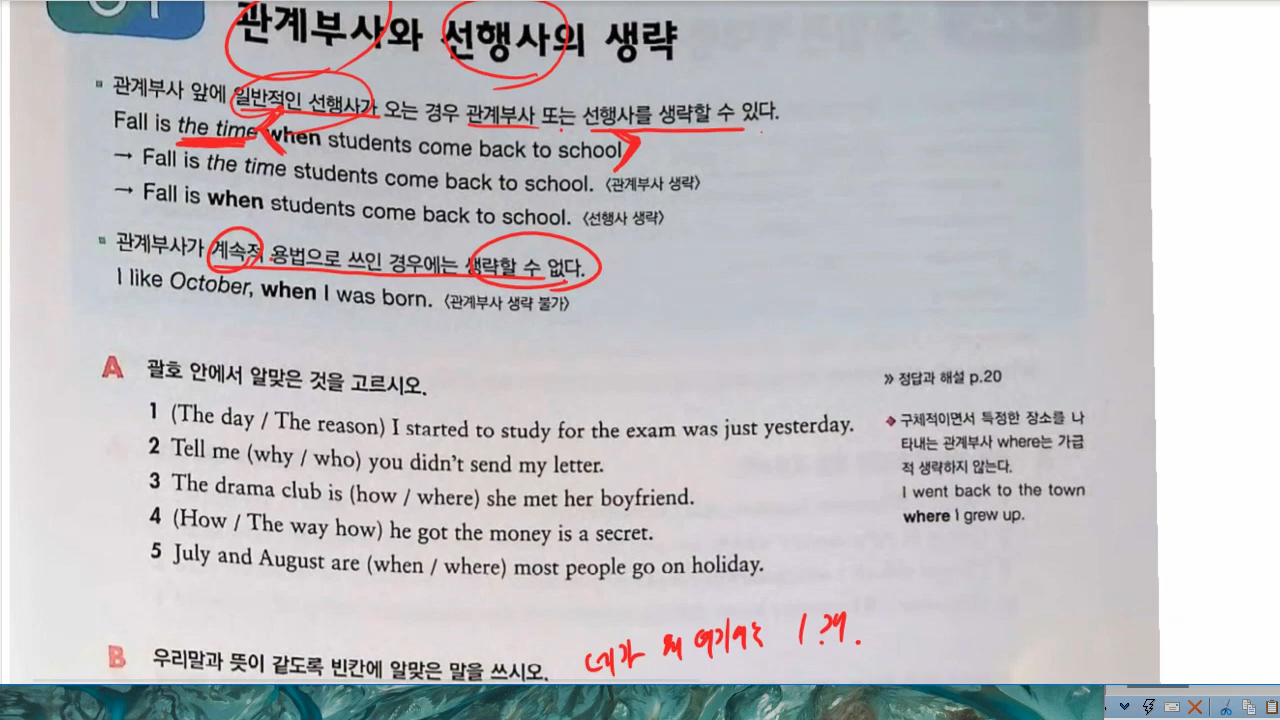 관계부사와 선행사의 생략
관계부사 앞에 일반적인 선행사가 오는 경우 관계부사 또는 선행사를 생략할 수 있다.
Fall is the time when students come back to school.
→ Fall is the time students come back to school. 〈관계부사 생략〉
→ Fall is when students come back to school. 〈선행사 생략〉
관계부사가 계속적 용법으로 쓰인 경우에는 생략할 수 없다.
I like October, when I was born. 〈관계부사 생략 불가〉
A 괄호 안에서 알맞은 것을 고르시오.
1 (The day / The reason) I started to study for the exam was just yesterday.
2 Tell me (why / who) you didn't send my letter.
3 The drama club is (how / where) she met her boyfriend.
4 (How / The way how) he got the money is a secret.
5 July and August are (when / where) most people go on holiday.
» 정답과 해설 p.20
구체적이면서 특정한 장소를 나
타내는 관계부사 where는 가급
적 생략하지 않는다.
I went back to the town
where I grew up.
B 우리말과 뜻이 같도록 빈칸에 알맞은 말을 쓰시오.
네가